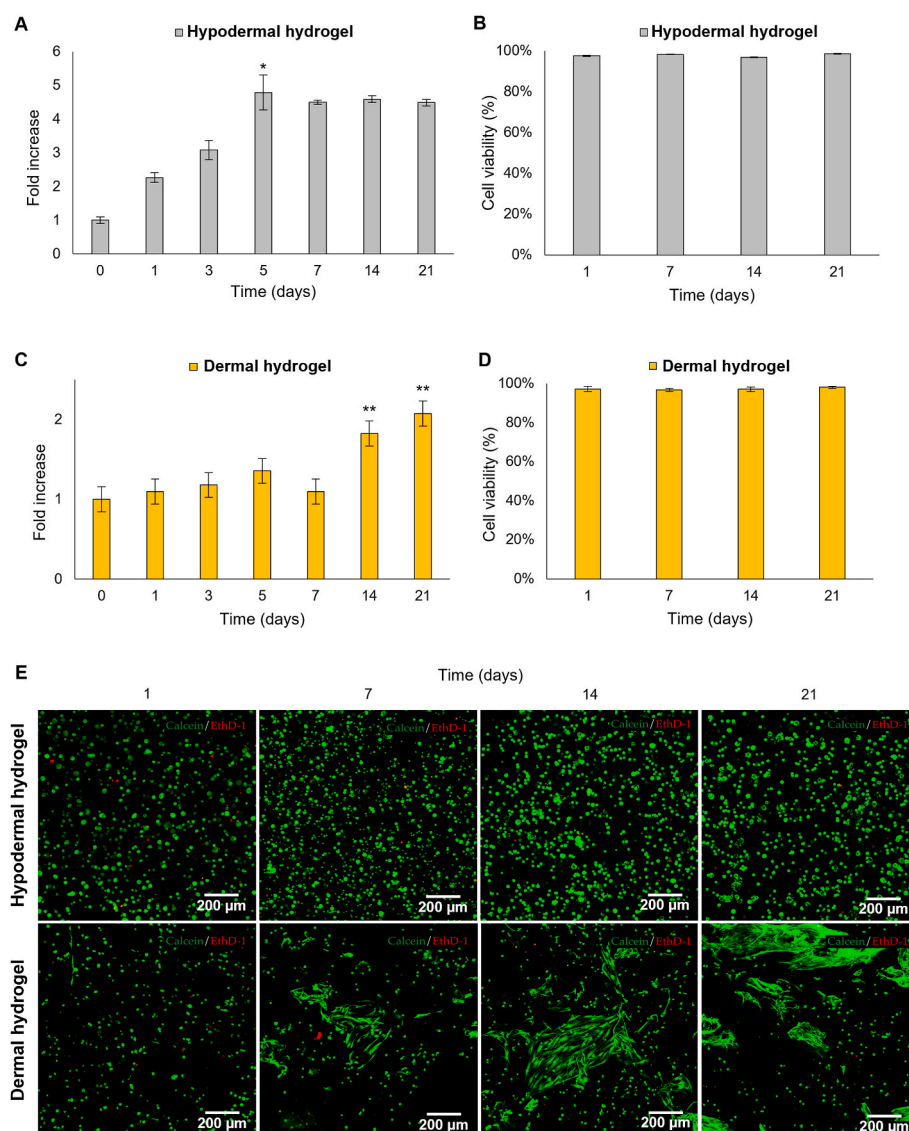 A
Hypodermal hydrogel
6
5
4
3
2
1
0
Fold increase
*
0 1 3 5 7 14 21
Time (days)
B
Hypodermal hydrogel
100%
80%
60%
40%
20%
0%
Cell viability (%)
1 7 14 21
Time (days)
C
Dermal hydrogel
2
1
0
Fold increase
** **
0 1 3 5 7 14 21
Time (days)
D
Dermal hydrogel
100%
80%
60%
40%
20%
0%
Cell viability (%)
1 7 14 21
Time (days)
E
Time (days)
1 7 14 21
Hypodermal hydrogel
Calcein/EthD-1 Calcein/EthD-1 Calcein/EthD-1 Calcein/EthD-1
200 µm 200 µm 200 µm 200 µm
Dermal hydrogel
Calcein/EthD-1 Calcein/EthD-1 Calcein/EthD-1 Calcein/EthD-1
200 µm 200 µm 200 µm 200 µm